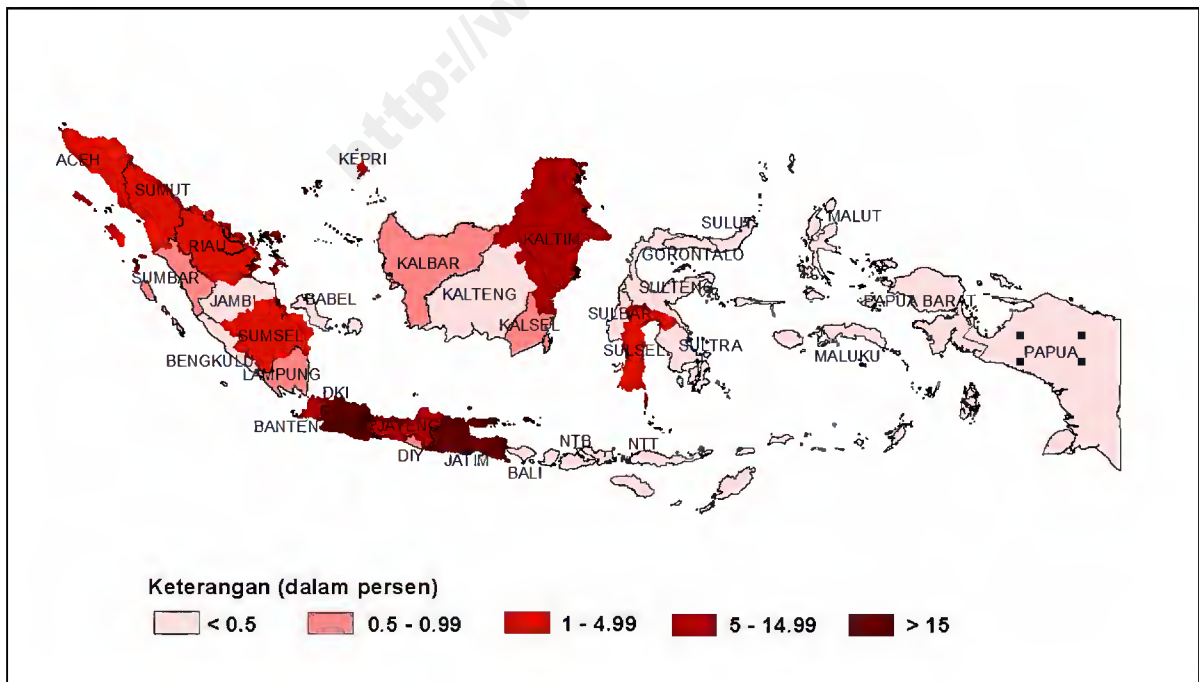 http://w
ACEH
SUMUT
KEPRI
RIAU
SUMBAR
JAMBI
BABEL
SUMSEL
BENGKULU
LAMPUNG
KALBAR
KALTENG
KALTIM
KALSEL
SULUT
GORONTALO
SULTENG
SULBAR
SULSEL
SULTRA
MALUT
PAPUA BARAT
MALUKU
PAPUA
DKI
BANTEN
JATENG
DIY
JATIM
BALI
NTB
NTT
Keterangan (dalam persen)
< 0.5
0.5 - 0.99
1 - 4.99
5 - 14.99
> 15